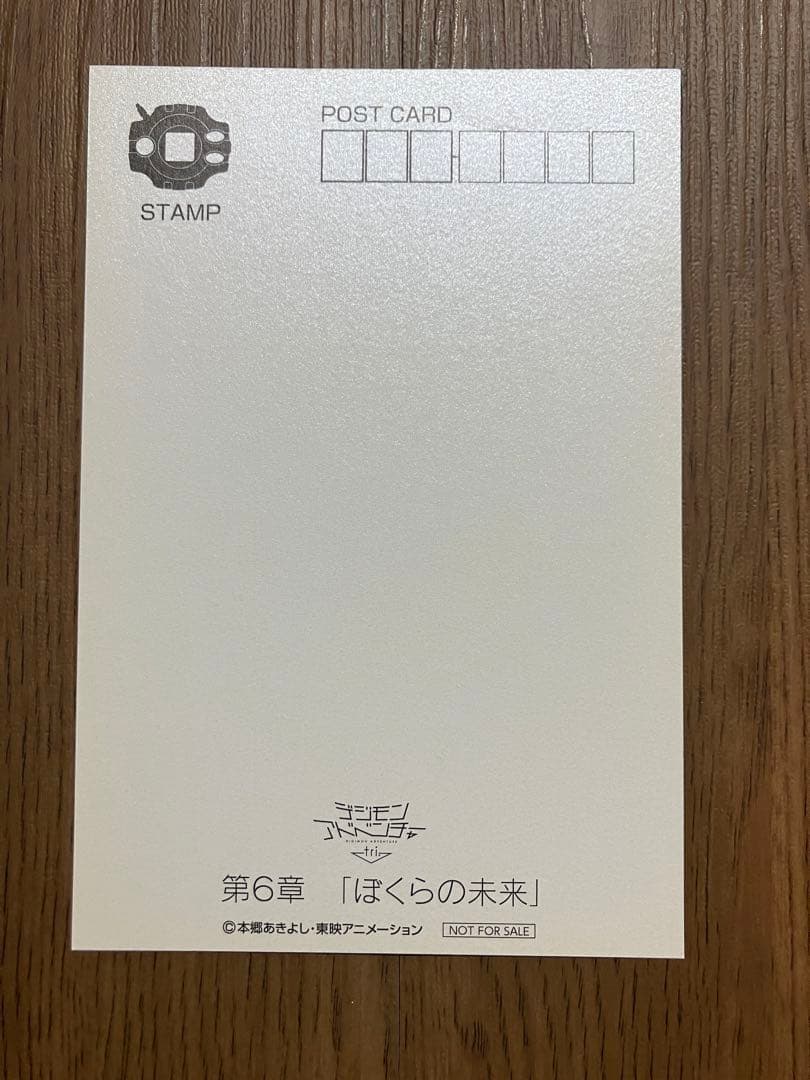 POST CARD
STAMP
デジモン
アドベンチャー
DIGIMON ADVENTURE
tri.
第6章 「ぼくらの未来」
©本郷あきよし・東映アニメーション NOT FOR SALE